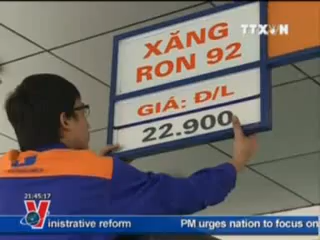 TTXVN
XĂNG
RON 92
GIÁ: Đ/L
22.900
21:45:17
V inistrative reform PM urges nation to focus on